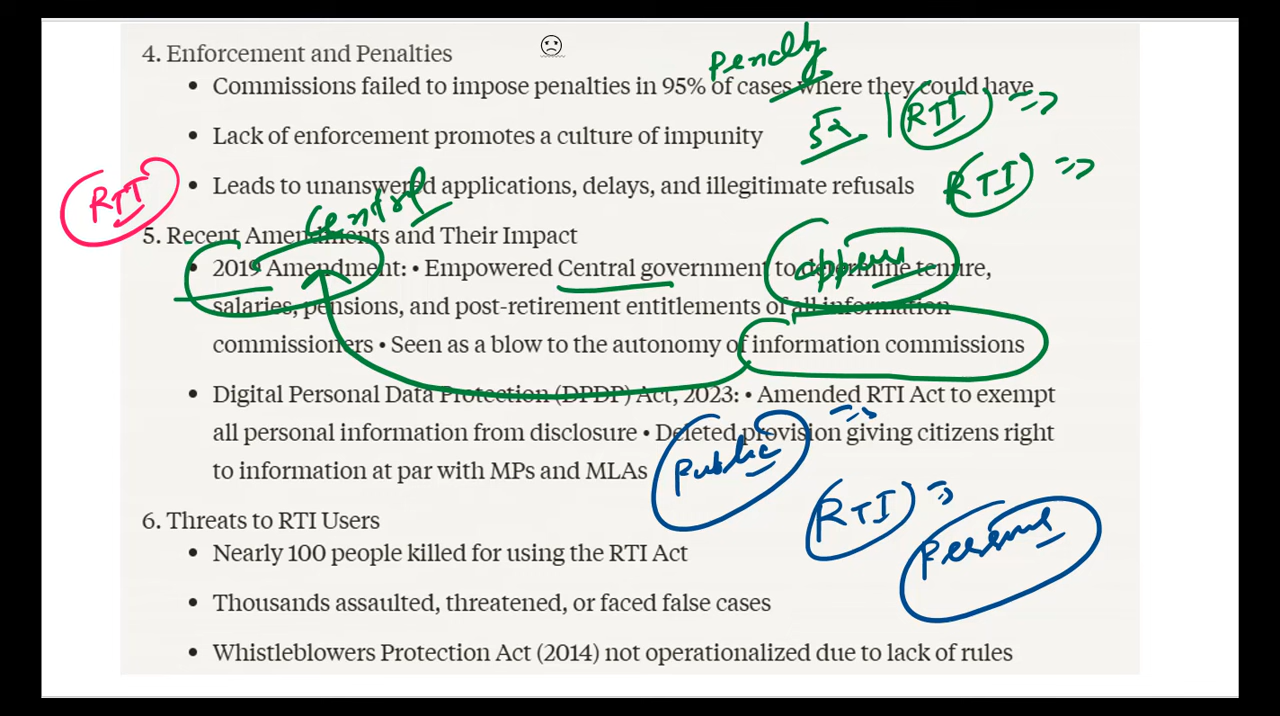 4. Enforcement and Penalties
Penalty
• Commissions failed to impose penalties in 95% of cases where they could have
RTI =>
• Lack of enforcement promotes a culture of impunity
RTI =>
RTI
• Leads to unanswered applications, delays, and illegitimate refusals
Central
5. Recent Amendments and Their Impact
• 2019 Amendment: • Empowered Central government to determine tenure,
salaries, pensions, and post-retirement entitlements of all information
commissioners • Seen as a blow to the autonomy of information commissions
• Digital Personal Data Protection (DPDP) Act, 2023: • Amended RTI Act to exempt
all personal information from disclosure • Deleted provision giving citizens right
to information at par with MPs and MLAs
Public =>
RTI =>
6. Threats to RTI Users
Personal
• Nearly 100 people killed for using the RTI Act
• Thousands assaulted, threatened, or faced false cases
• Whistleblowers Protection Act (2014) not operationalized due to lack of rules